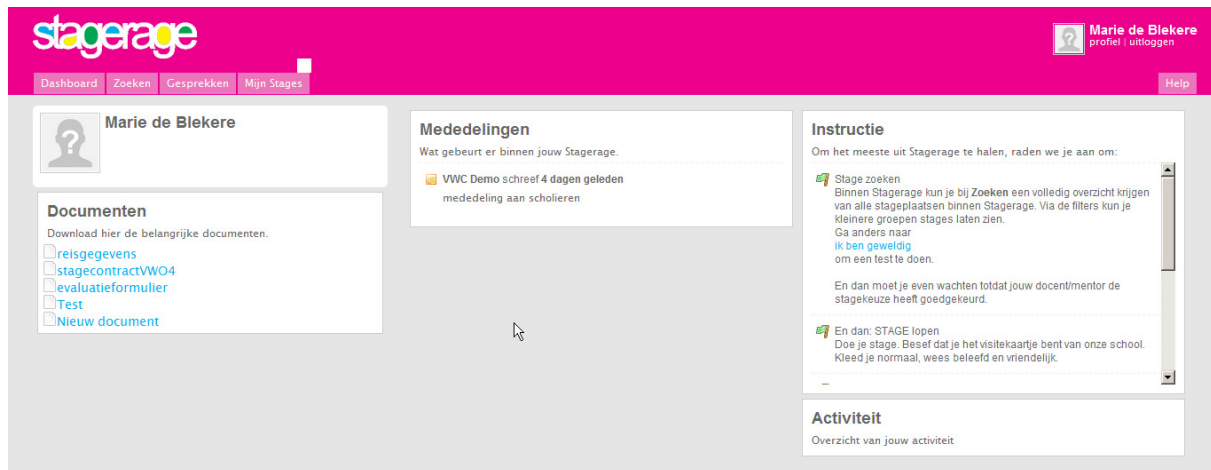 stagerage
Marie de Blekere
profiel | uitloggen
Dashboard
Zoeken
Gesprekken
Mijn Stages
Help
Marie de Blekere
Documenten
Download hier de belangrijke documenten.
reisgegevens
stagecontractVWO4
evaluatieformulier
Test
Nieuw document
Mededelingen
Wat gebeurt er binnen jouw Stagerage.
VWC Demo schreef 4 dagen geleden
mededeling aan scholieren
Instructie
Om het meeste uit Stagerage te halen, raden we je aan om:
Stage zoeken
Binnen Stagerage kun je bij Zoeken een volledig overzicht krijgen
van alle stageplaatsen binnen Stagerage. Via de filters kun je
kleinere groepen stages laten zien.
Ga anders naar
ik ben geweldig
om een test te doen.
En dan moet je even wachten totdat jouw docent/mentor de
stagekeuze heeft goedgekeurd.
En dan: STAGE lopen
Doe je stage. Besef dat je het visitekaartje bent van onze school.
Kleed je normaal, wees beleefd en vriendelijk.
Activiteit
Overzicht van jouw activiteit